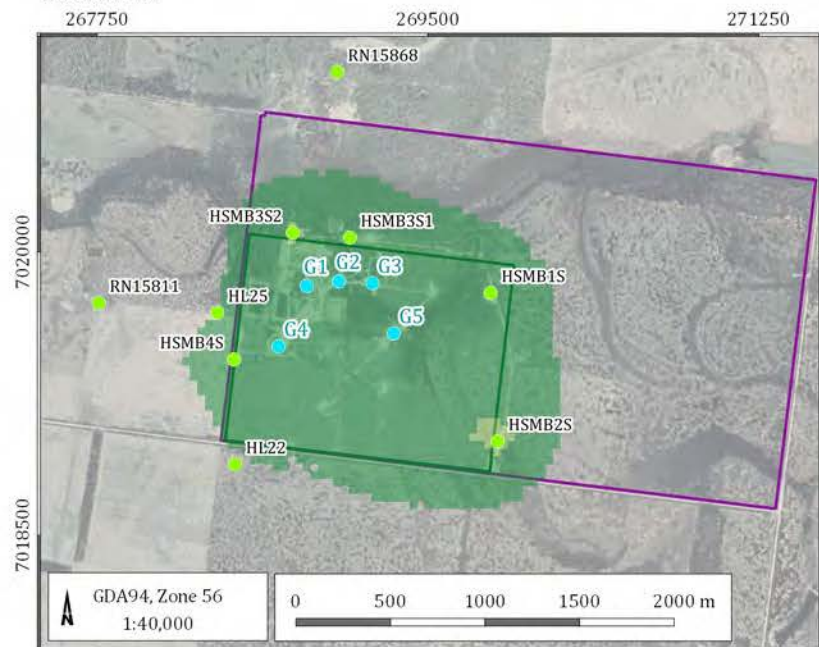 267750 269500 271250
RN15868
HSMB3S2 HSMB3S1
7020000
G1 G2 G3
HSMB1S
RN15811
HL25
G5
HSMB4S G4
HSMB2S
HL22
7018500
GDA94, Zone 56
1:40,000
0 500 1000 1500 2000 m
N